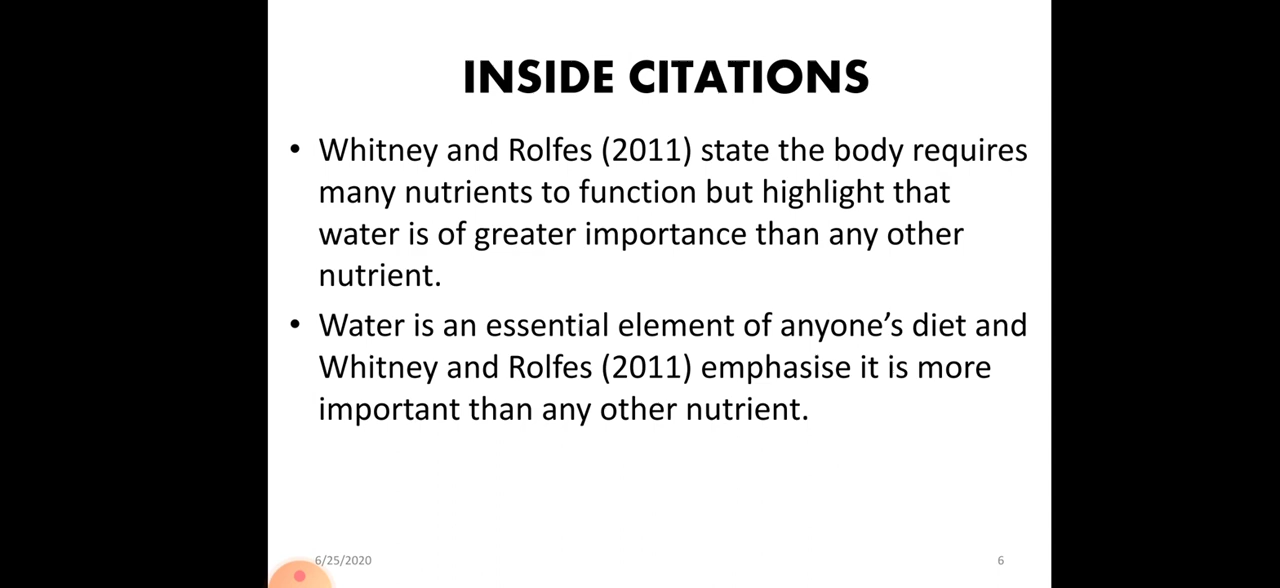 INSIDE CITATIONS
• Whitney and Rolfes (2011) state the body requires
many nutrients to function but highlight that
water is of greater importance than any other
nutrient.
• Water is an essential element of anyone’s diet and
Whitney and Rolfes (2011) emphasise it is more
important than any other nutrient.
6/25/2020
6